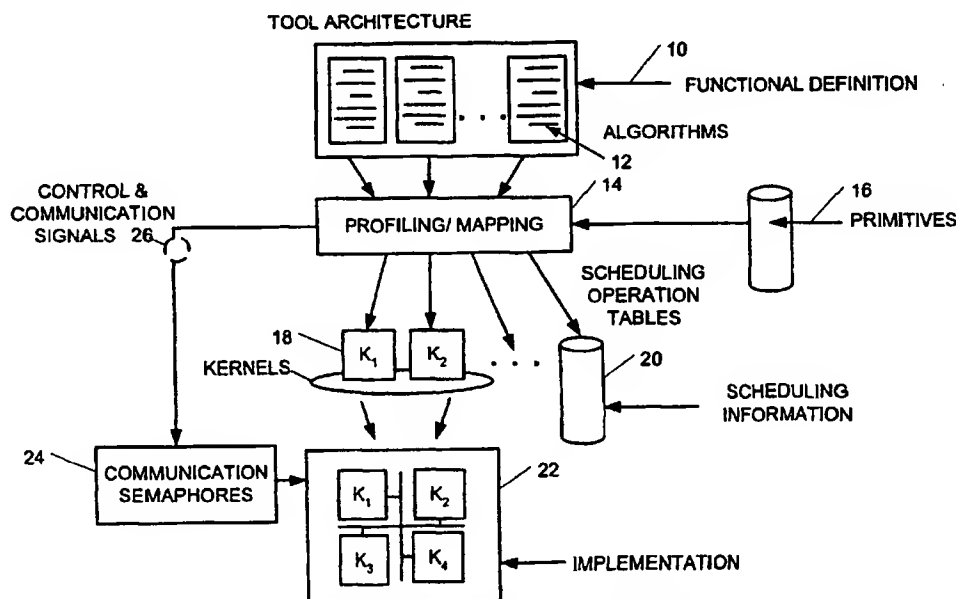 TOOL ARCHITECTURE
10
FUNCTIONAL DEFINITION
ALGORITHMS
12
14
CONTROL &
COMMUNICATION
SIGNALS 26
PROFILING/ MAPPING
16
PRIMITIVES
SCHEDULING
OPERATION
TABLES
18
K1
K2
KERNELS
20
SCHEDULING
INFORMATION
24
COMMUNICATION
SEMAPHORES
22
K1
K2
K3
K4
IMPLEMENTATION